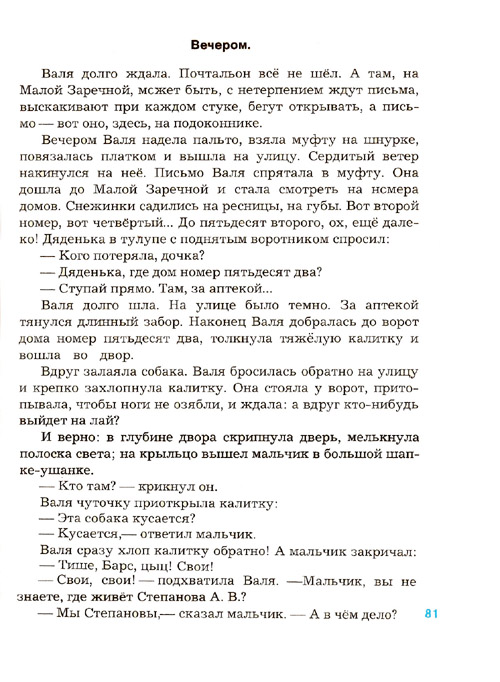 Вечером.
Валя долго ждала. Почтальон всё не шёл. А там, на
Малой Заречной, может быть, с нетерпением ждут письма,
выскакивают при каждом стуке, бегут открывать, а пись-
мо — вот оно, здесь, на подоконнике.
Вечером Валя надела пальто, взяла муфту на шнурке,
повязалась платком и вышла на улицу. Сердитый ветер
накинулся на неё. Письмо Валя спрятала в муфту. Она
дошла до Малой Заречной и стала смотреть на номера
домов. Снежинки садились на ресницы, на губы. Вот второй
номер, вот четвёртый... До пятьдесят второго, ох, ещё дале-
ко! Дяденька в тулупе с поднятым воротником спросил:
— Кого потеряла, дочка?
— Дяденька, где дом номер пятьдесят два?
— Ступай прямо. Там, за аптекой...
Валя долго шла. На улице было темно. За аптекой
тянулся длинный забор. Наконец Валя добралась до ворот
дома номер пятьдесят два, толкнула тяжёлую калитку и
вошла во двор.
Вдруг залаяла собака. Валя бросилась обратно на улицу
и крепко захлопнула калитку. Она стояла у ворот, прито-
пывала, чтобы ноги не озябли, и ждала: а вдруг кто-нибудь
выйдет на лай?
И верно: в глубине двора скрипнула дверь, мелькнула
полоска света; на крыльцо вышел мальчик в большой шап-
ке-ушанке.
— Кто там? — крикнул он.
Валя чуточку приоткрыла калитку:
— Эта собака кусается?
— Кусается,— ответил мальчик.
Валя сразу хлоп калитку обратно! А мальчик закричал:
— Тише, Барс, цыц! Свои!
— Свои, свои! — подхватила Валя. —Мальчик, вы не
знаете, где живёт Степанова А. В.?
— Мы Степановы,— сказал мальчик. — А в чём дело? 81